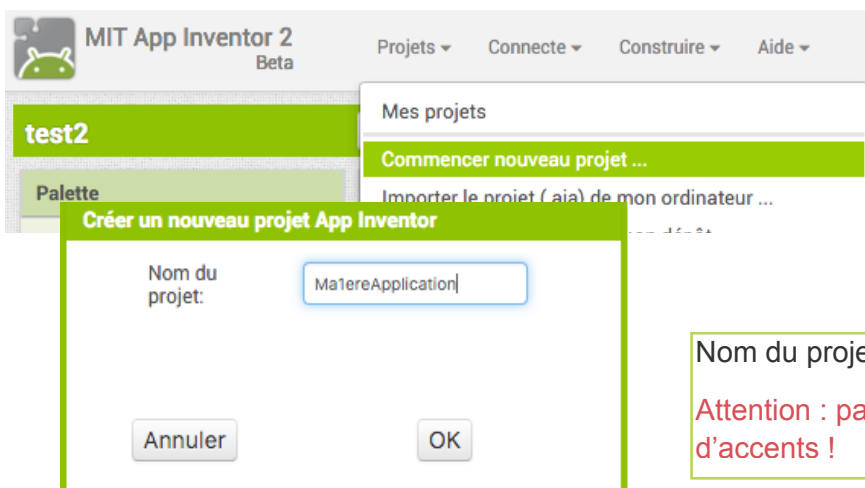 MIT App Inventor 2
Beta
Projets Connecte Construire Aide
Mes projets
test2
Commencer nouveau projet ...
Palette
Importer le projet (.aia) de mon ordinateur ...
Créer un nouveau projet App Inventor
Nom du
projet:
Ma1ereApplication
Nom du proje
Attention : pa
d'accents !
Annuler OK